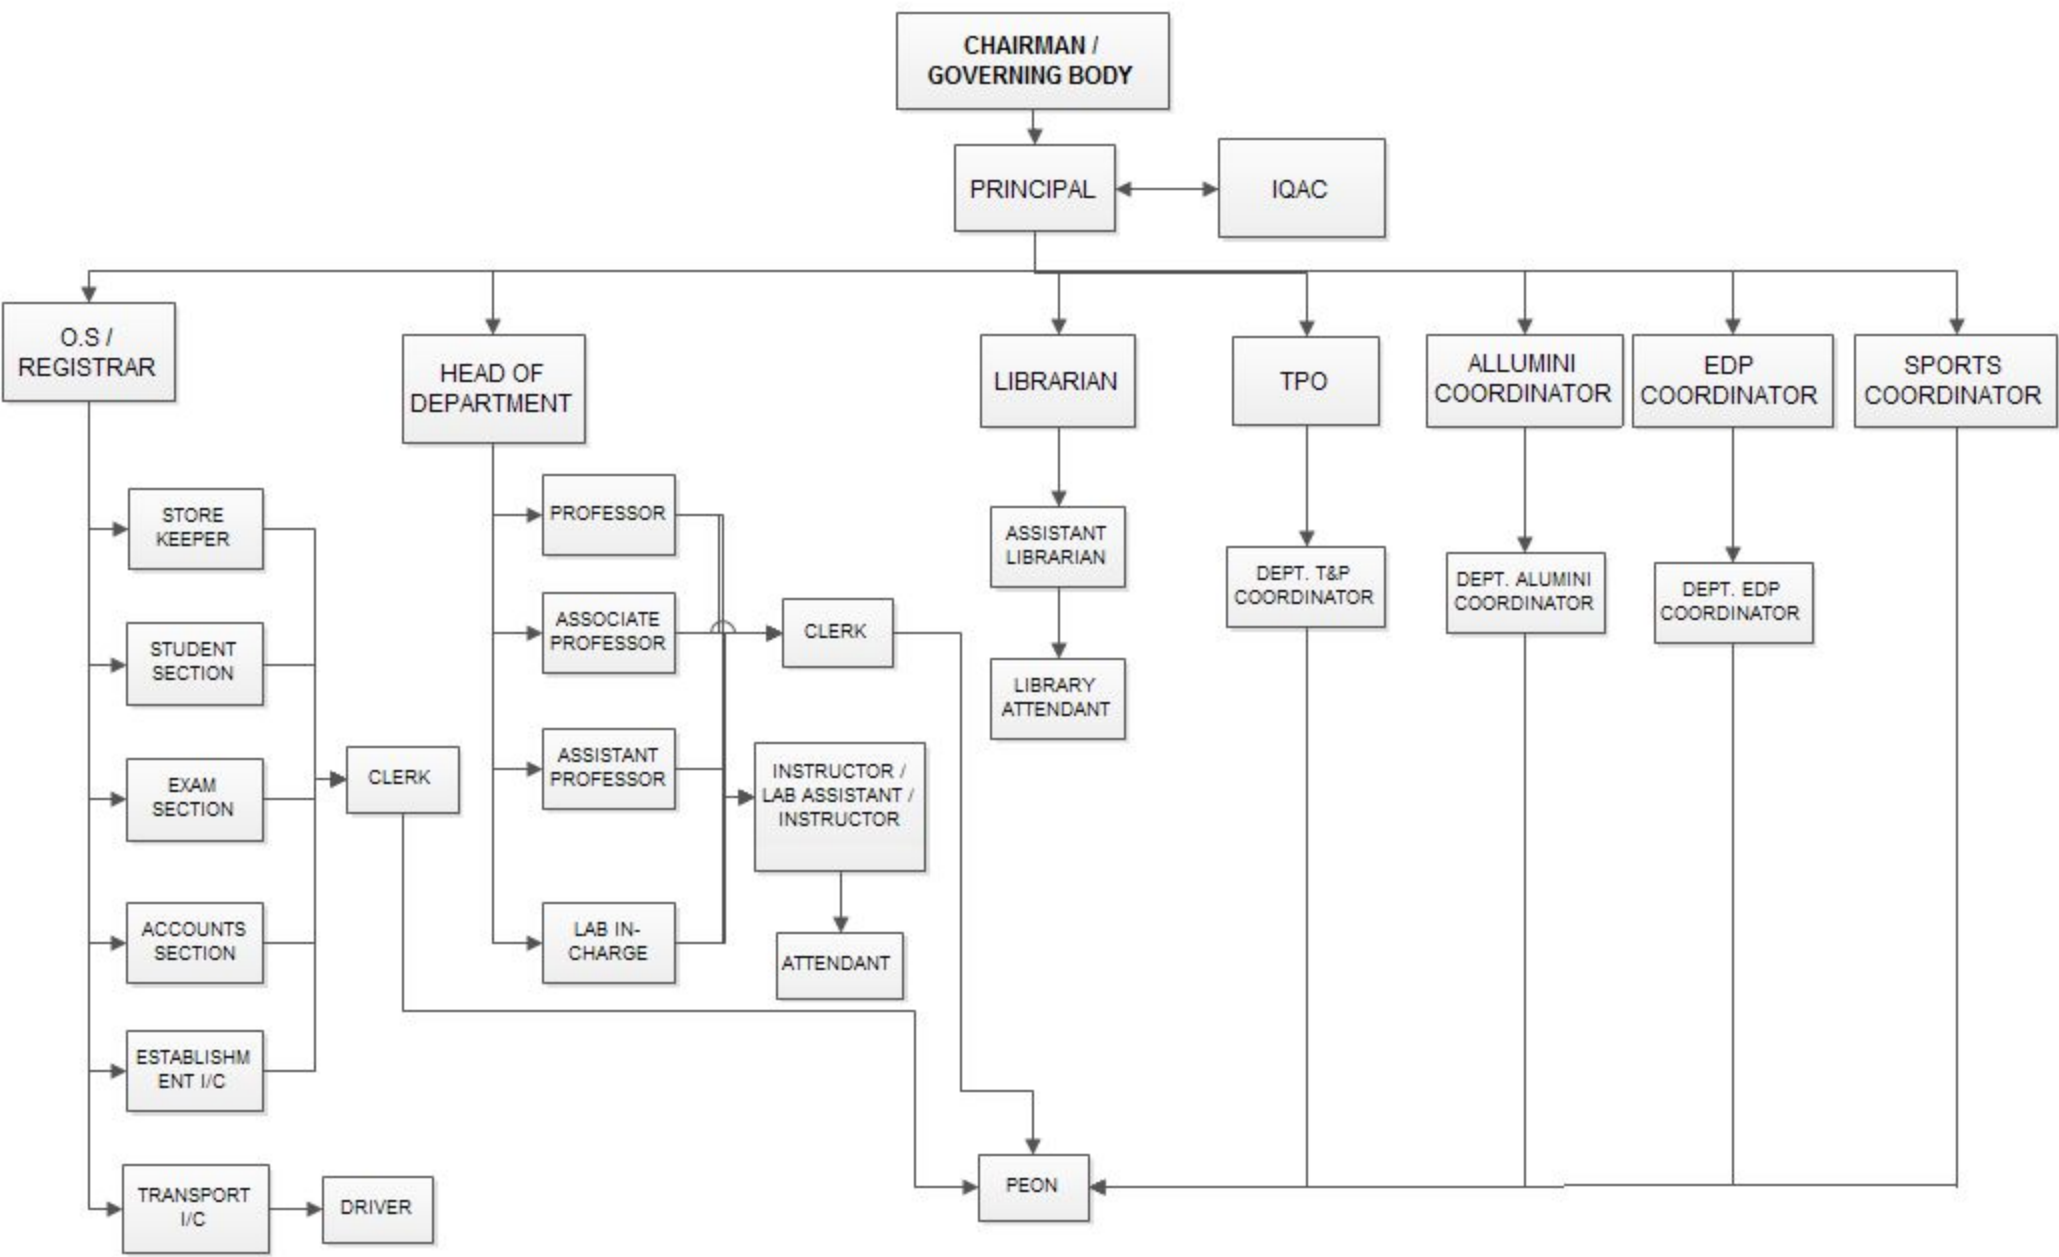 CHAIRMAN /
GOVERNING BODY
PRINCIPAL
IQAC
O.S /
REGISTRAR
HEAD OF
DEPARTMENT
LIBRARIAN
TPO
ALLUMINI
COORDINATOR
EDP
COORDINATOR
SPORTS
COORDINATOR
STORE
KEEPER
STUDENT
SECTION
EXAM
SECTION
ACCOUNTS
SECTION
ESTABLISHM
ENT I/C
TRANSPORT
I/C
CLERK
DRIVER
PROFESSOR
ASSOCIATE
PROFESSOR
ASSISTANT
PROFESSOR
LAB IN-
CHARGE
CLERK
INSTRUCTOR /
LAB ASSISTANT /
INSTRUCTOR
ATTENDANT
ASSISTANT
LIBRARIAN
LIBRARY
ATTENDANT
DEPT. T&P
COORDINATOR
DEPT. ALUMINI
COORDINATOR
DEPT. EDP
COORDINATOR
PEON